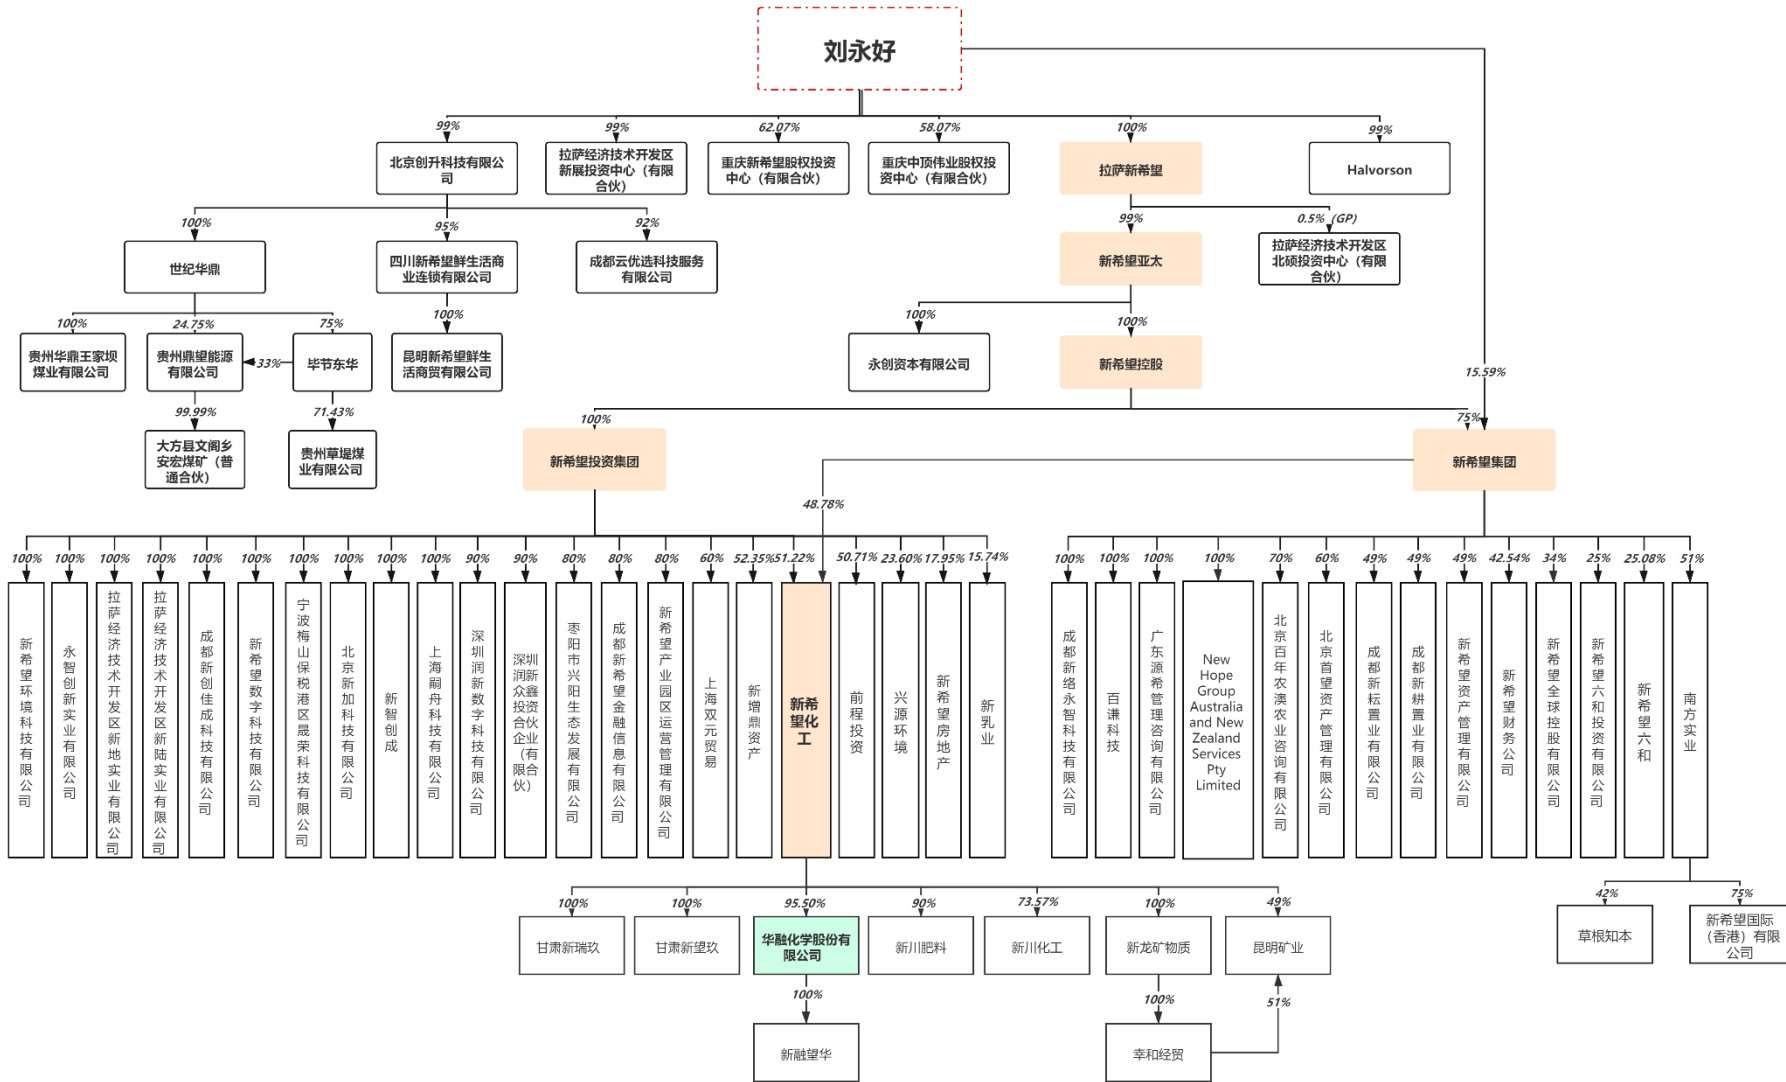 刘永好
99%
99%
62.07%
58.07%
100%
99%
北京创升科技有限公
司
拉萨经济技术开发区
新展投资中心（有限
合伙）
重庆新希望股权投资
中心（有限合伙）
重庆中顶伟业股权投
资中心（有限合伙）
拉萨新希望
Halvorson
100%
95%
92%
99%
0.5% (GP)
世纪华鼎
四川新希望鲜生活商
业连锁有限公司
成都云优选科技服务
有限公司
新希望亚太
拉萨经济技术开发区
北硕投资中心（有限
合伙）
100%
24.75%
75%
100%
100%
100%
贵州华鼎王家坝
煤业有限公司
贵州鼎望能源
有限公司
33%
毕节东华
昆明新希望鲜生
活商贸有限公司
永创资本有限公司
新希望控股
15.59%
99.99%
71.43%
100%
75%
大方县文阁乡
安宏煤矿（普
通合伙）
贵州草堤煤
业有限公司
新希望投资集团
新希望集团
48.78%
100%
100%
100%
100%
100%
100%
100%
100%
100%
100%
90%
90%
80%
80%
80%
60%
52.35%
51.22%
50.71%
23.60%
17.95%
15.74%
100%
100%
100%
100%
70%
60%
49%
49%
49%
42.54%
34%
25%
25.08%
51%
新希望环境科技有限公司
永智创新实业有限公司
拉萨经济技术开发区新地实业有限公司
拉萨经济技术开发区新陆实业有限公司
成都新创佳成科技有限公司
新希望数字科技有限公司
宁波梅山保税港区晟荣科技有限公司
北京新加科技有限公司
新智创成
上海嗣舟科技有限公司
深圳润新数字科技有限公司
深圳新鑫
润众投资合伙
企业（有限合
伙）
枣阳市兴阳生态发展有限公司
成都新希望金融信息有限公司
新希望产业园区运营管理有限公司
上海双元贸易
新增鼎资产
新希
望化
工
前程投资
兴源环境
新希望房地产
新乳业
成都新络永智科技有限公司
百谦科技
广东源希管理咨询有限公司
New
Hope
Group
Australia
and New
Zealand
Services
Pty
Limited
北京百年农澳农业咨询有限公司
北京首望资产管理有限公司
成都新耘置业有限公司
成都新耕置业有限公司
新希望资产管理有限公司
新希望财务公司
新希望全球控股有限公司
新希望六和投资有限公司
新希望六和
南方实业
100%
100%
95.50%
90%
73.57%
100%
49%
42%
75%
甘肃新瑞玖
甘肃新望玖
华融化学股份有
限公司
新川肥料
新川化工
新龙矿物质
昆明矿业
草根知本
新希望国际
（香港）有限
公司
100%
100%
51%
新融望华
幸和经贸